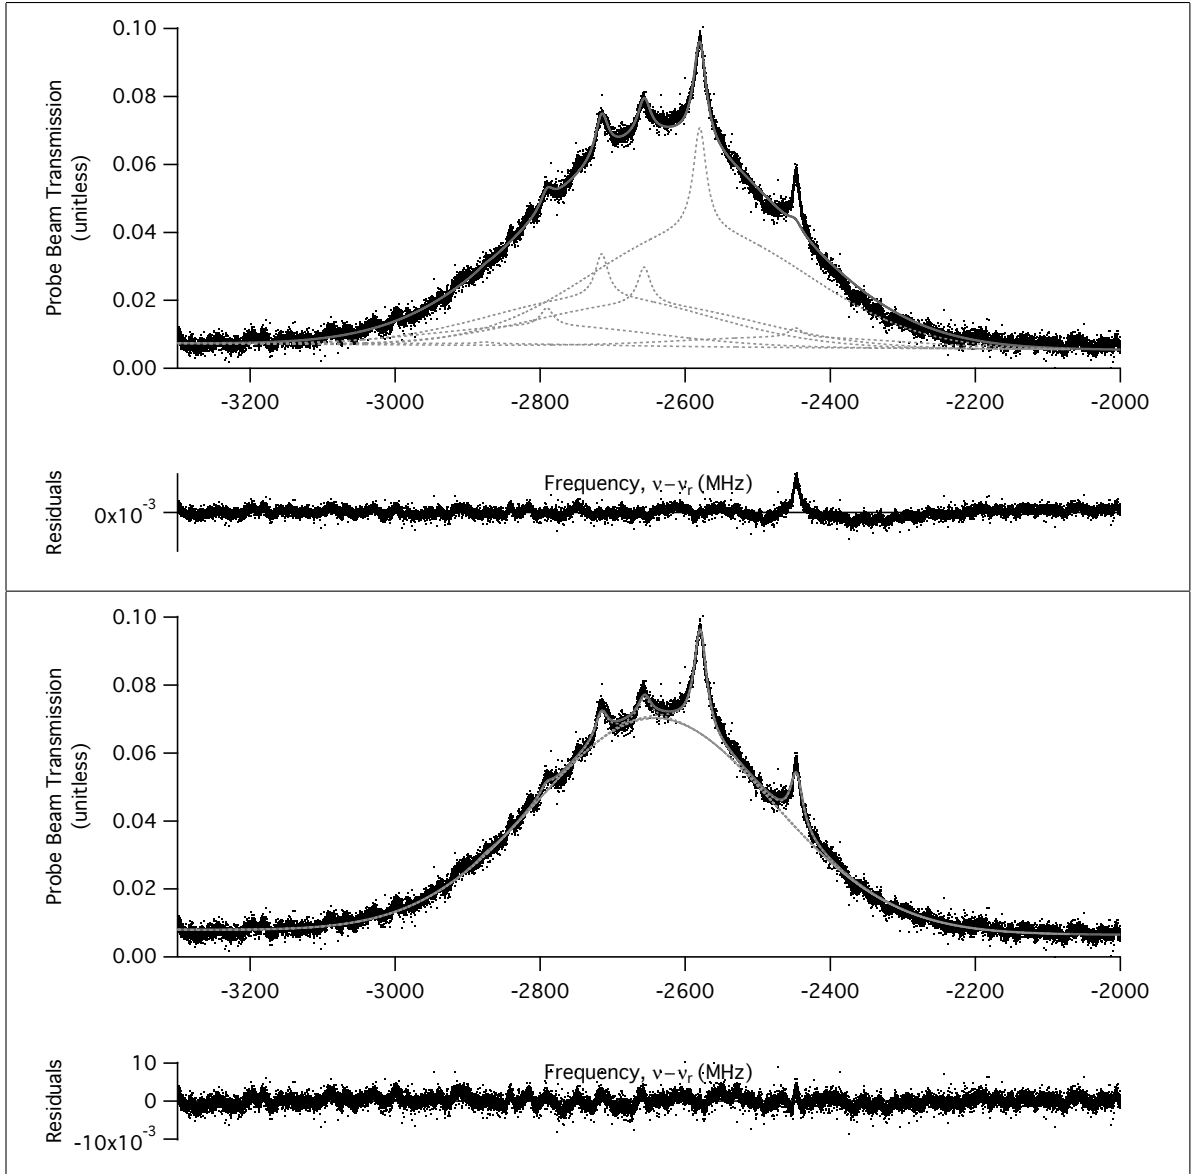 Probe Beam Transmission
(unitless)
0.10
0.08
0.06
0.04
0.02
0.00
-3200 -3000 -2800 -2600 -2400 -2200 -2000
Frequency, ν−νr (MHz)
Residuals
0x10-3
Probe Beam Transmission
(unitless)
0.10
0.08
0.06
0.04
0.02
0.00
-3200 -3000 -2800 -2600 -2400 -2200 -2000
Frequency, ν−νr (MHz)
Residuals
10
0
-10x10-3